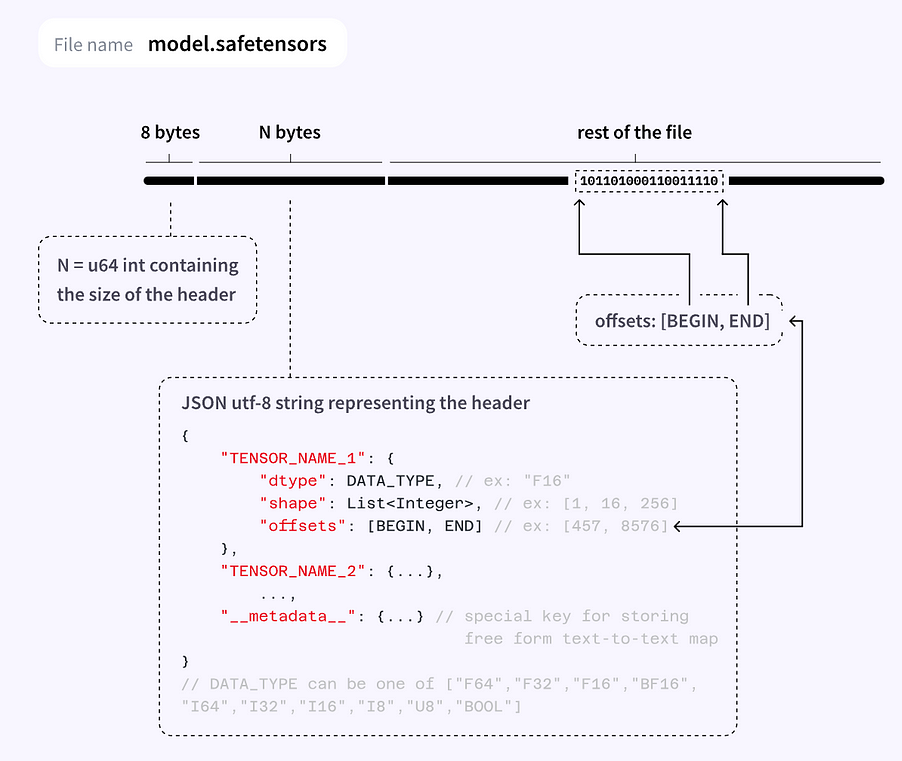 File name model.safetensors
8 bytes N bytes rest of the file
101101000110011110
N = u64 int containing
the size of the header
offsets: [BEGIN, END]
JSON utf-8 string representing the header
{
"TENSOR_NAME_1": {
"dtype": DATA_TYPE, // ex: "F16"
"shape": List<Integer>, // ex: [1, 16, 256]
"offsets": [BEGIN, END] // ex: [457, 8576]
},
"TENSOR_NAME_2": {...},
...,
"__metadata__": {...} // special key for storing
free form text-to-text map
}
// DATA_TYPE can be one of ["F64","F32","F16","BF16",
"I64","I32","I16","I8","U8","BOOL"]